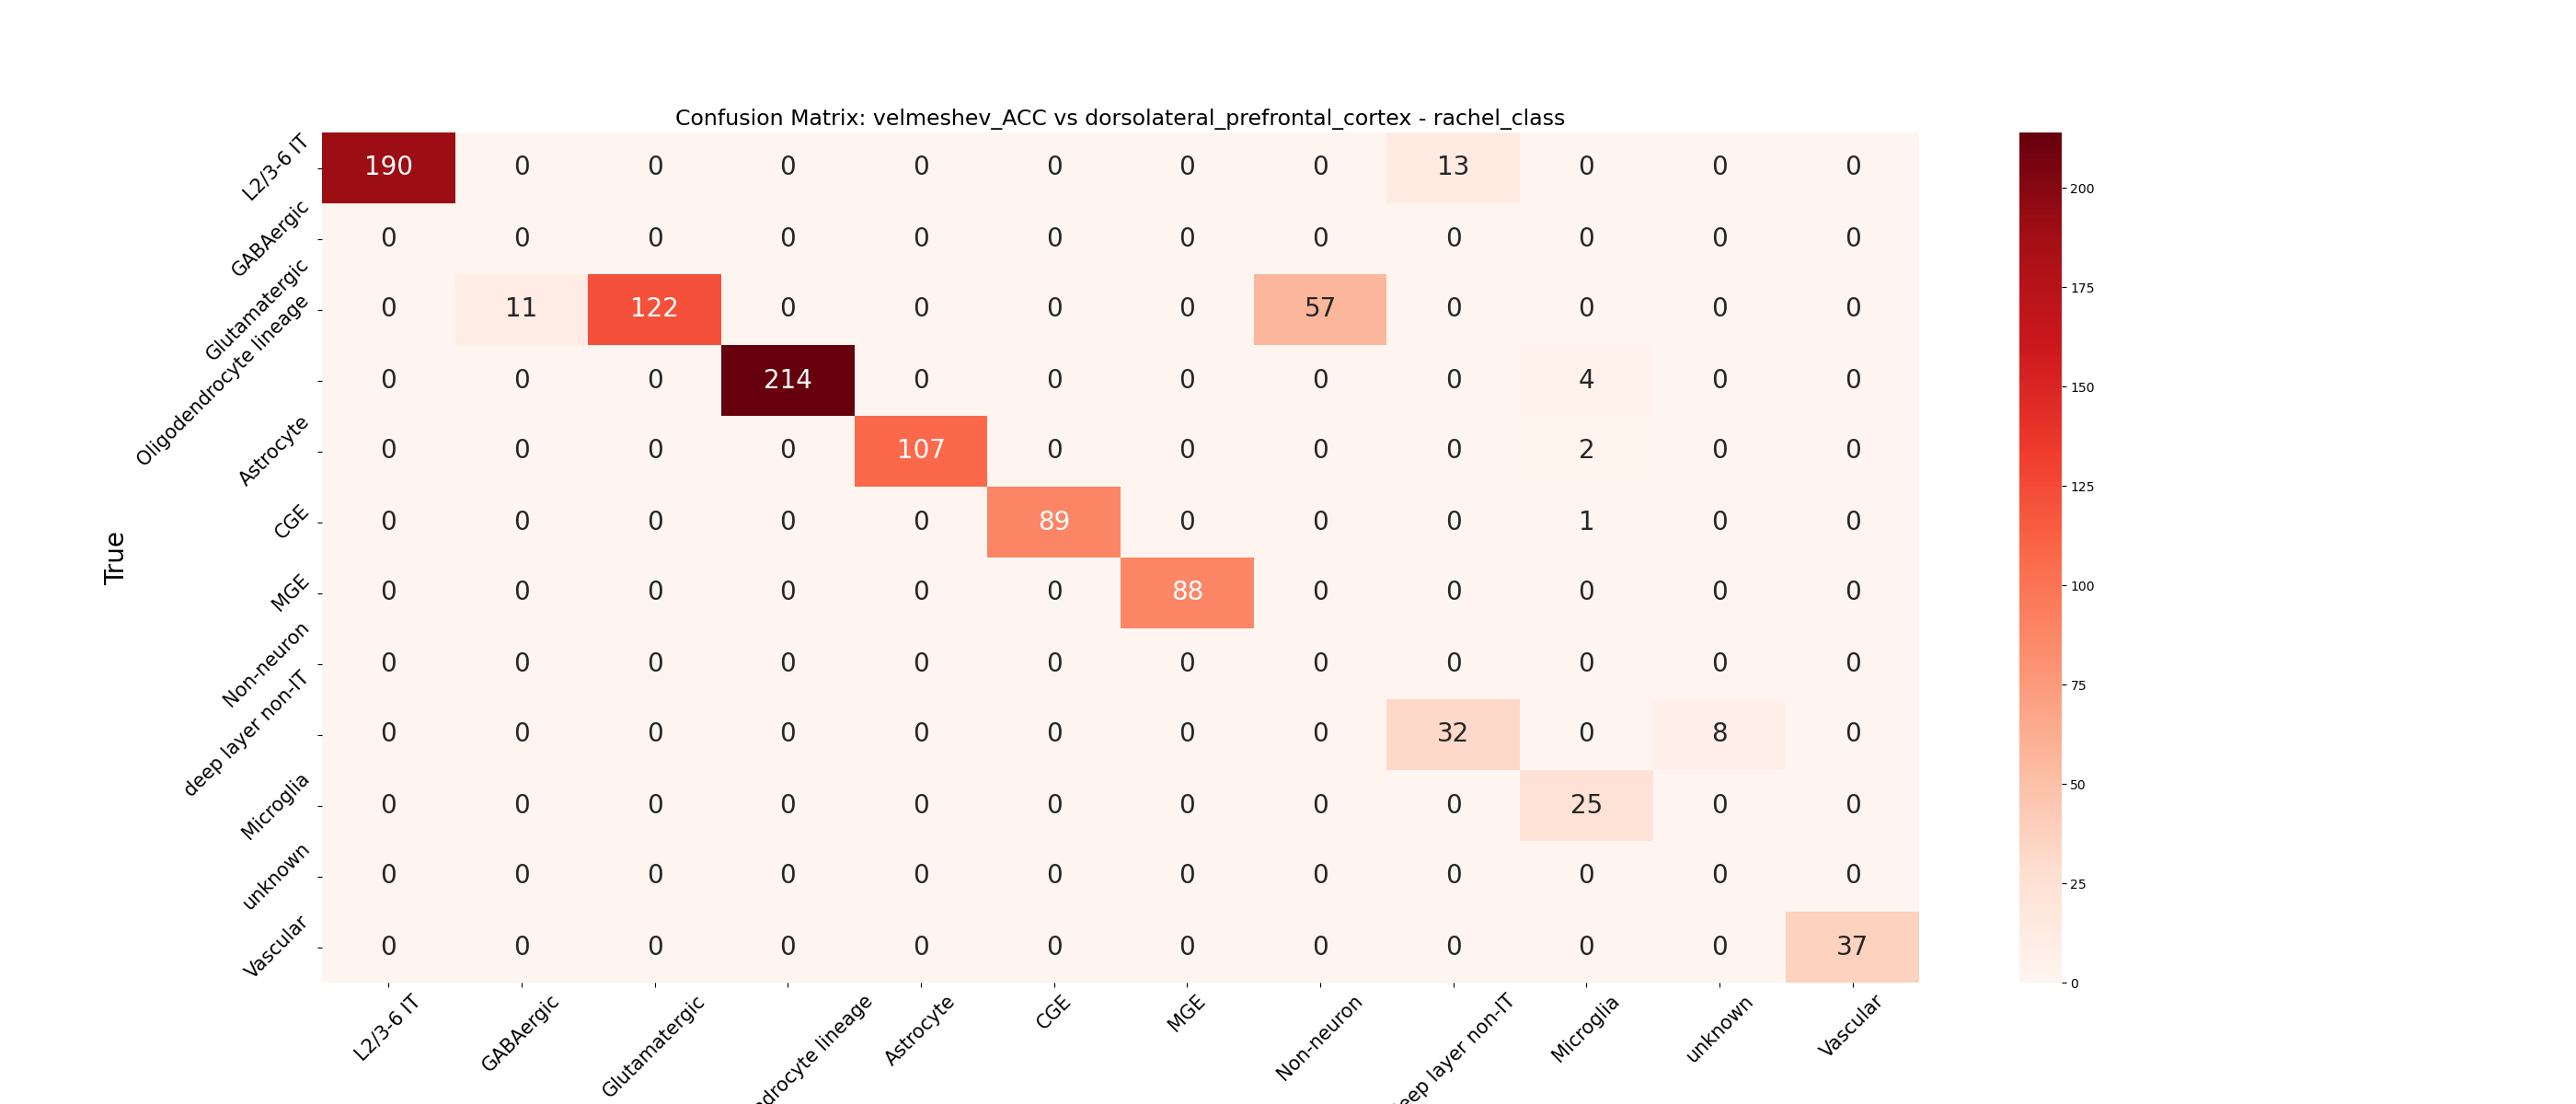 Confusion Matrix: velmeshev_ACC vs dorsolateral_prefrontal_cortex - rachel_class
L2/3-6 IT 190 0 0 0 0 0 0 0 13 0 0 0
GABAergic 0 0 0 0 0 0 0 0 0 0 0 0
Glutamatergic 0 11 122 0 0 0 0 57 0 0 0 0
Oligodendrocyte lineage 0 0 0 214 0 0 0 0 0 4 0 0
Astrocyte 0 0 0 0 107 0 0 0 0 2 0 0
CGE 0 0 0 0 0 89 0 0 0 1 0 0
MGE 0 0 0 0 0 0 88 0 0 0 0 0
Non-neuron 0 0 0 0 0 0 0 0 0 0 0 0
deep layer non-IT 0 0 0 0 0 0 0 0 32 0 8 0
Microglia 0 0 0 0 0 0 0 0 0 25 0 0
unknown 0 0 0 0 0 0 0 0 0 0 0 0
Vascular 0 0 0 0 0 0 0 0 0 0 0 37
True
L2/3-6 IT GABAergic Glutamatergic lineage Astrocyte CGE MGE Non-neuron layer non-IT Microglia unknown Vascular
200
175
150
125
100
75
50
25
0